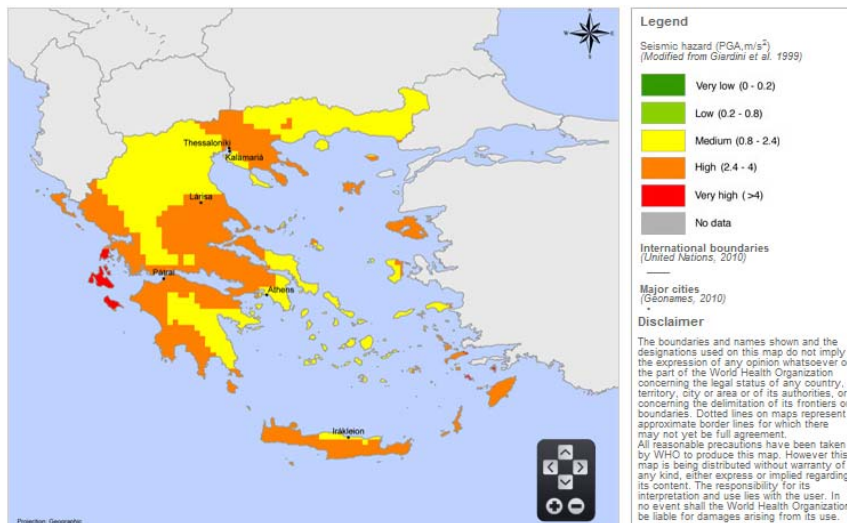 N
Thessaloniki
Kalamariá
Lárisa
Pátrai
Athens
Irákleion
Projection: Geographic
Legend
Seismic hazard (PGA,m/s²)
(Modified from Giardini et al. 1999)
Very low (0 - 0.2)
Low (0.2 - 0.8)
Medium (0.8 - 2.4)
High (2.4 - 4)
Very high ( >4)
No data
International boundaries
(United Nations, 2010)
Major cities
(Geonames, 2010)
Disclaimer
The boundaries and names shown and the
designations used on this map do not imply
the expression of any opinion whatsoever o
the part of the World Health Organization
concerning the legal status of any country,
territory, city or area or of its authorities, or
concerning the delimitation of its frontiers or
boundaries. Dotted lines on maps represent
approximate border lines for which there
may not yet be full agreement.
All reasonable precautions have been taken
by WHO to produce this map. However this
map is being distributed without warranty of
any kind, either express or implied regarding
its content. The responsibility for its
interpretation and use lies with the user. In
no event shall the World Health Organization
be liable for damages arising from its use.